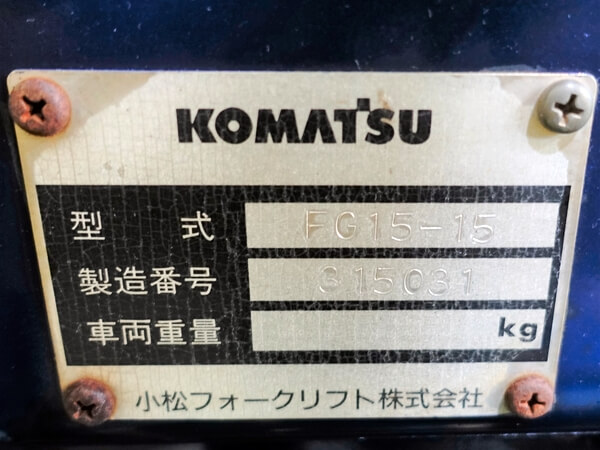 KOMATSU
型 式 FG15-15
製造番号 315031
車両重量 kg
小松フォークリフト株式会社